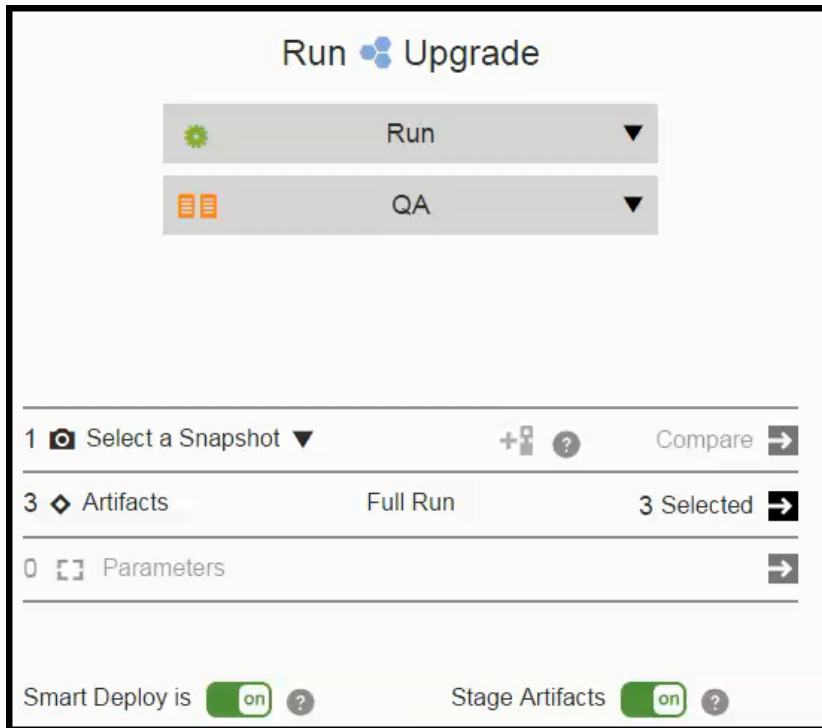 Run Upgrade
Run
QA
1 Select a Snapshot ▼ + ? Compare
3 Artifacts Full Run 3 Selected
0 Parameters
Smart Deploy is on ? Stage Artifacts on ?